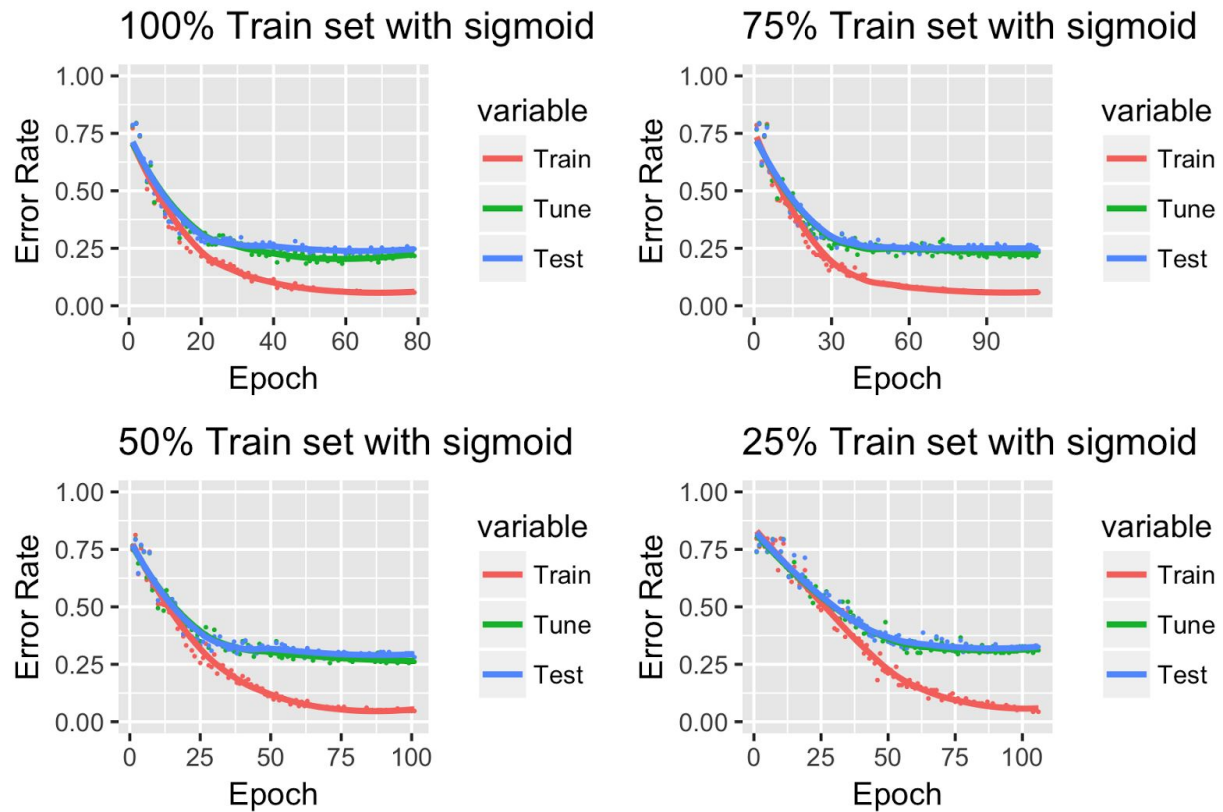 100% Train set with sigmoid
1.00
0.75
0.50
0.25
0.00
Error Rate
0 20 40 60 80
Epoch
variable
Train
Tune
Test
75% Train set with sigmoid
1.00
0.75
0.50
0.25
0.00
Error Rate
0 30 60 90
Epoch
variable
Train
Tune
Test
50% Train set with sigmoid
1.00
0.75
0.50
0.25
0.00
Error Rate
0 25 50 75 100
Epoch
variable
Train
Tune
Test
25% Train set with sigmoid
1.00
0.75
0.50
0.25
0.00
Error Rate
0 25 50 75 100
Epoch
variable
Train
Tune
Test